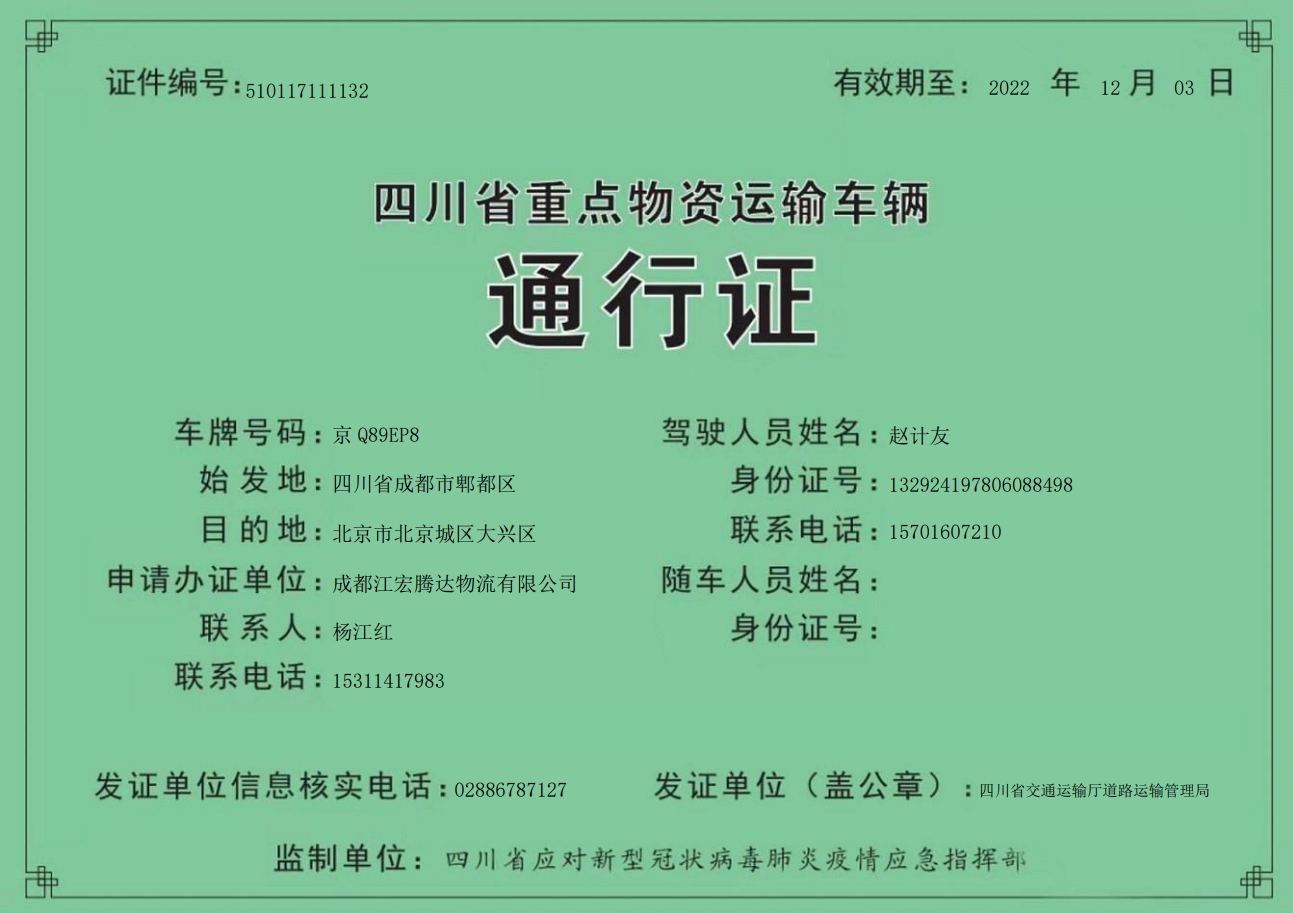 证件编号:510117111132
有效期至: 2022 年 12 月 03 日
四川省重点物资运输车辆
通行证
车牌号码:京Q89EP8
驾驶人员姓名:赵计友
始发地:四川省成都市郫都区
身份证号:132924197806088498
目的地:北京市北京城区大兴区
联系电话:15701607210
申请办证单位:成都江宏腾达物流有限公司
随车人员姓名:
联系人:杨江红
身份证号:
联系电话:15311417983
发证单位信息核实电话:02886787127
发证单位（盖公章）:四川省交通运输厅道路运输管理局
监制单位:四川省应对新型冠状病毒肺炎疫情应急指挥部